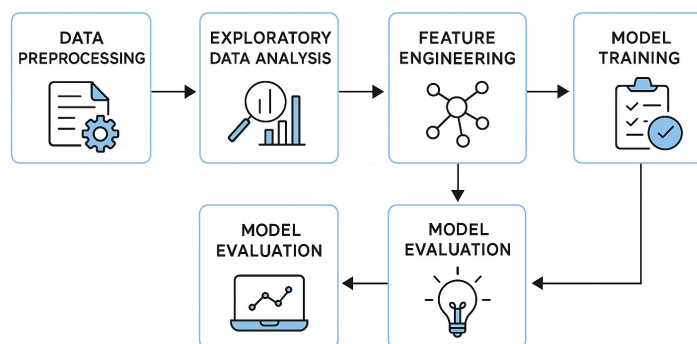 DATA
PREPROCESSING
EXPLORATORY
DATA ANALYSIS
FEATURE
ENGINEERING
MODEL
TRAINING
MODEL
EVALUATION
MODEL
EVALUATION